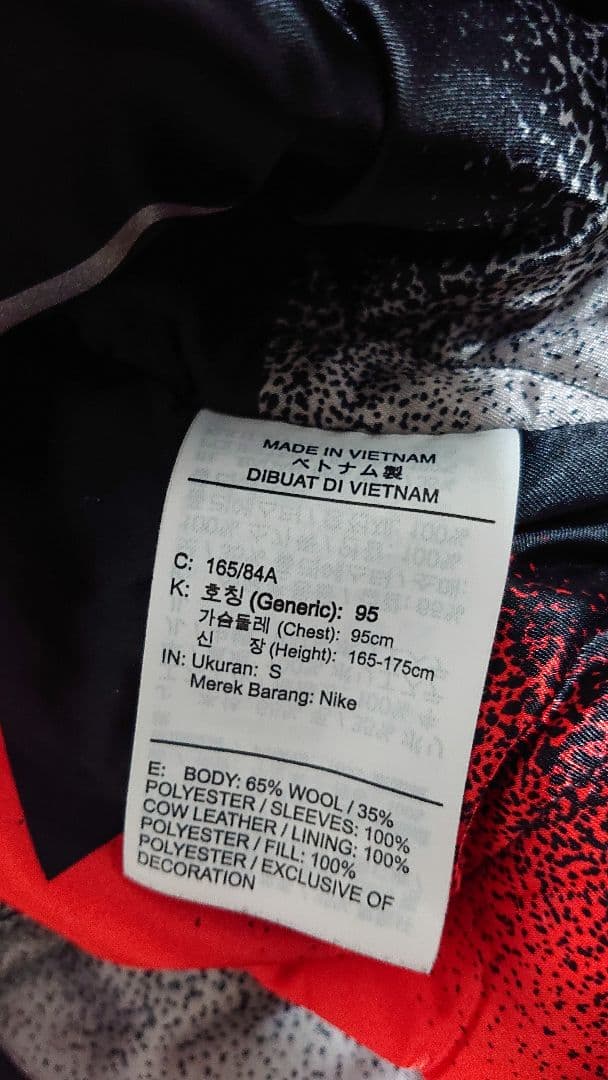 MADE IN VIETNAM
ベトナム製
DIBUAT DI VIETNAM
C: 165/84A
K: 호칭 (Generic): 95
가슴둘레 (Chest): 95cm
신 장 (Height): 165-175cm
IN: Ukuran: S
Merek Barang: Nike
E: BODY: 65% WOOL / 35%
POLYESTER / SLEEVES: 100%
COW LEATHER / LINING: 100%
POLYESTER / FILL: 100%
POLYESTER / EXCLUSIVE OF
DECORATION